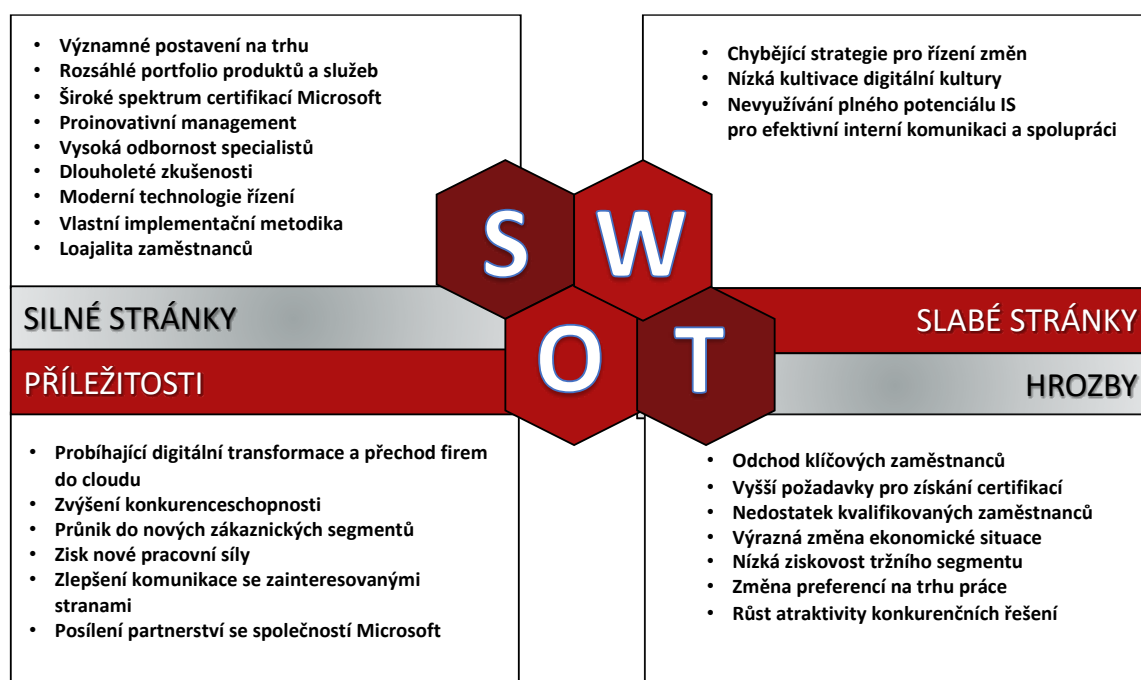 • Významné postavení na trhu
• Rozsáhlé portfolio produktů a služeb
• Široké spektrum certifikací Microsoft
• Proinovativní management
• Vysoká odbornost specialistů
• Dlouholeté zkušenosti
• Moderní technologie řízení
• Vlastní implementační metodika
• Loajalita zaměstnanců
• Chybějící strategie pro řízení změn
• Nízká kultivace digitální kultury
• Nevyužívání plného potenciálu IS
pro efektivní interní komunikaci a spolupráci
S W
SILNÉ STRÁNKY
SLABÉ STRÁNKY
O T
PŘÍLEŽITOSTI
HROZBY
• Probíhající digitální transformace a přechod firem
do cloudu
• Zvýšení konkurenceschopnosti
• Průnik do nových zákaznických segmentů
• Zisk nové pracovní síly
• Zlepšení komunikace se zainteresovanými
stranami
• Posílení partnerství se společností Microsoft
• Odchod klíčových zaměstnanců
• Vyšší požadavky pro získání certifikací
• Nedostatek kvalifikovaných zaměstnanců
• Výrazná změna ekonomické situace
• Nízká ziskovost tržního segmentu
• Změna preferencí na trhu práce
• Růst atraktivity konkurenčních řešení